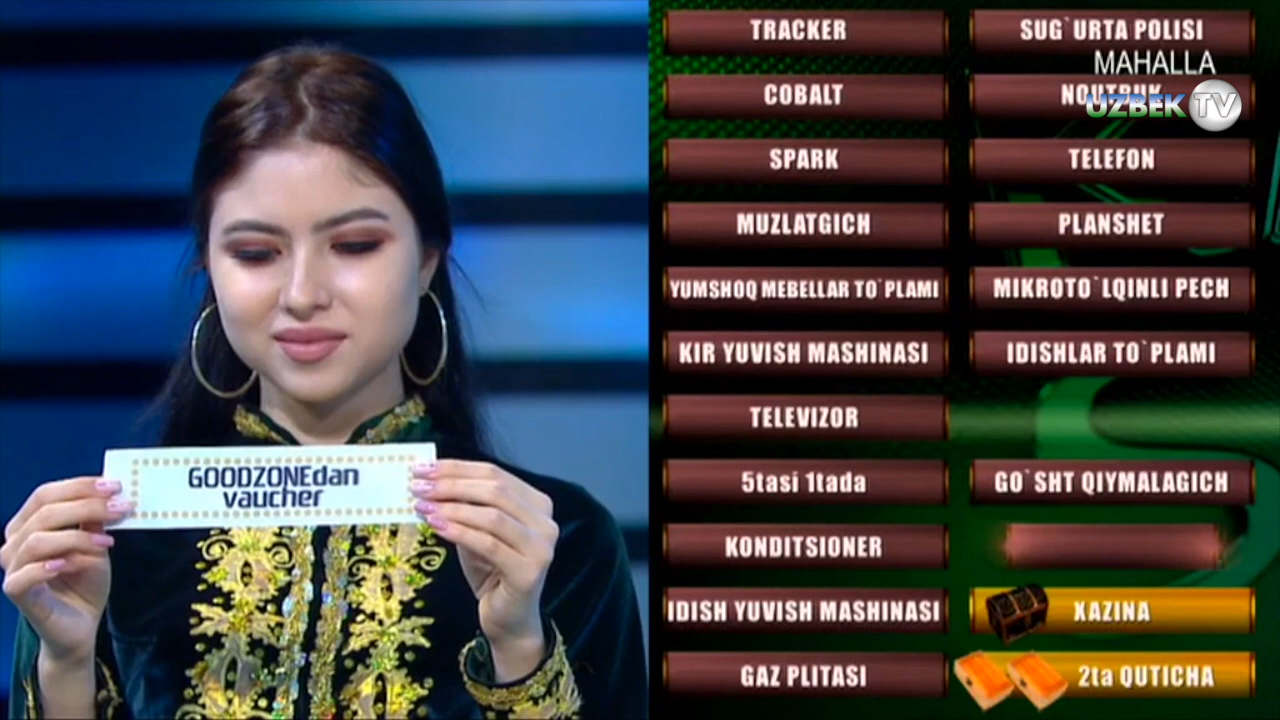 GOODZONEdan
vaucher
TRACKER
COBALT
SPARK
MUZLATGICH
YUMSHOQ MEBELLAR TO`PLAMI
KIR YUVISH MASHINASI
TELEVIZOR
5tasi 1tada
KONDITSIONER
IDISH YUVISH MASHINASI
GAZ PLITASI
SUG`URTA POLISI
MAHALLA
NOUTBUK
UZBEK TV
TELEFON
PLANSHET
MIKROTO`LQINLI PECH
IDISHLAR TO`PLAMI
GO`SHT QIYMALAGICH
XAZINA
2ta QUTICHA